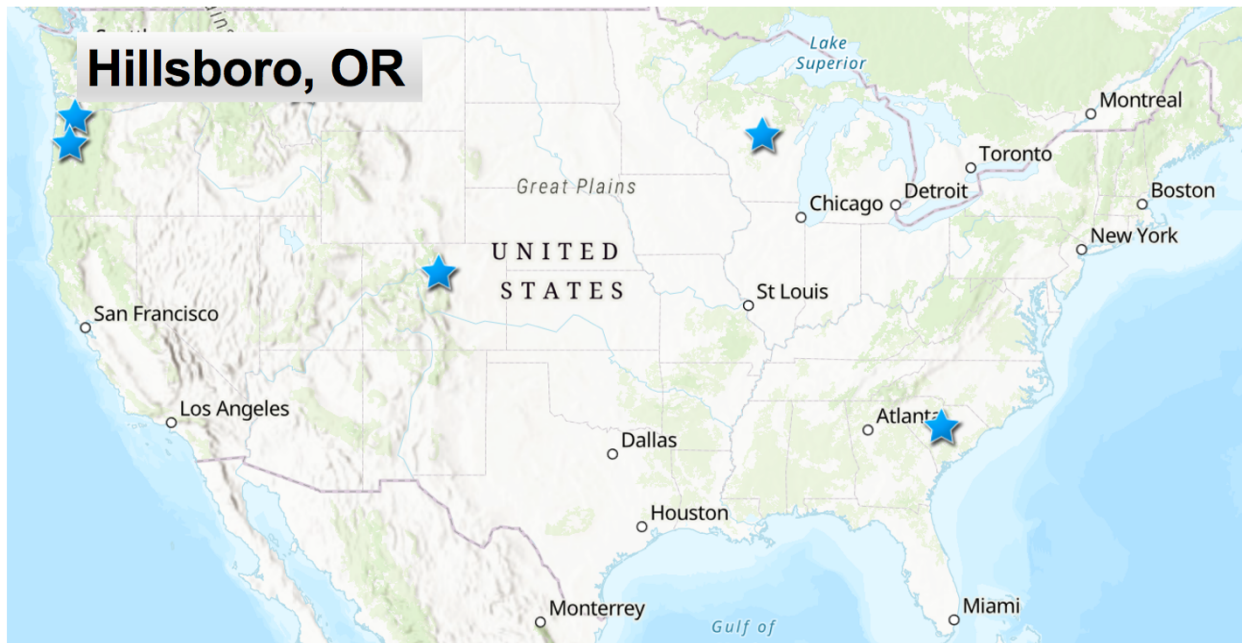 Hillsboro, OR
Lake
Superior
Montreal
Toronto
Great Plains
Chicago
Detroit
Boston
New York
UNITED
STATES
St Louis
San Francisco
Los Angeles
Atlanta
Dallas
Houston
Monterrey
Miami
Gulf of